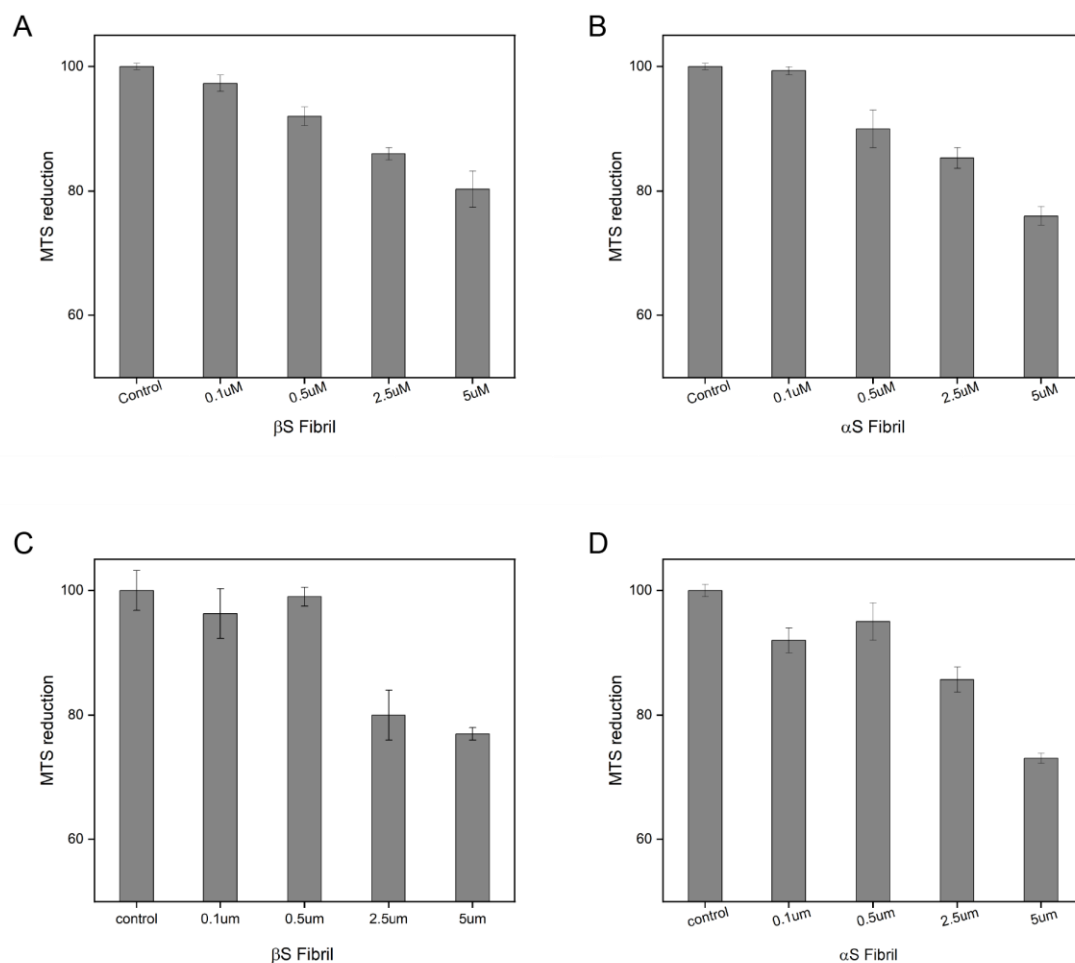 A
MTS reduction
100
80
60
Control
0.1uM
0.5uM
2.5uM
5uM
βS Fibril
B
MTS reduction
100
80
60
Control
0.1uM
0.5uM
2.5uM
5uM
αS Fibril
C
MTS reduction
100
80
60
control
0.1um
0.5um
2.5um
5um
βS Fibril
D
MTS reduction
100
80
60
control
0.1um
0.5um
2.5um
5um
αS Fibril